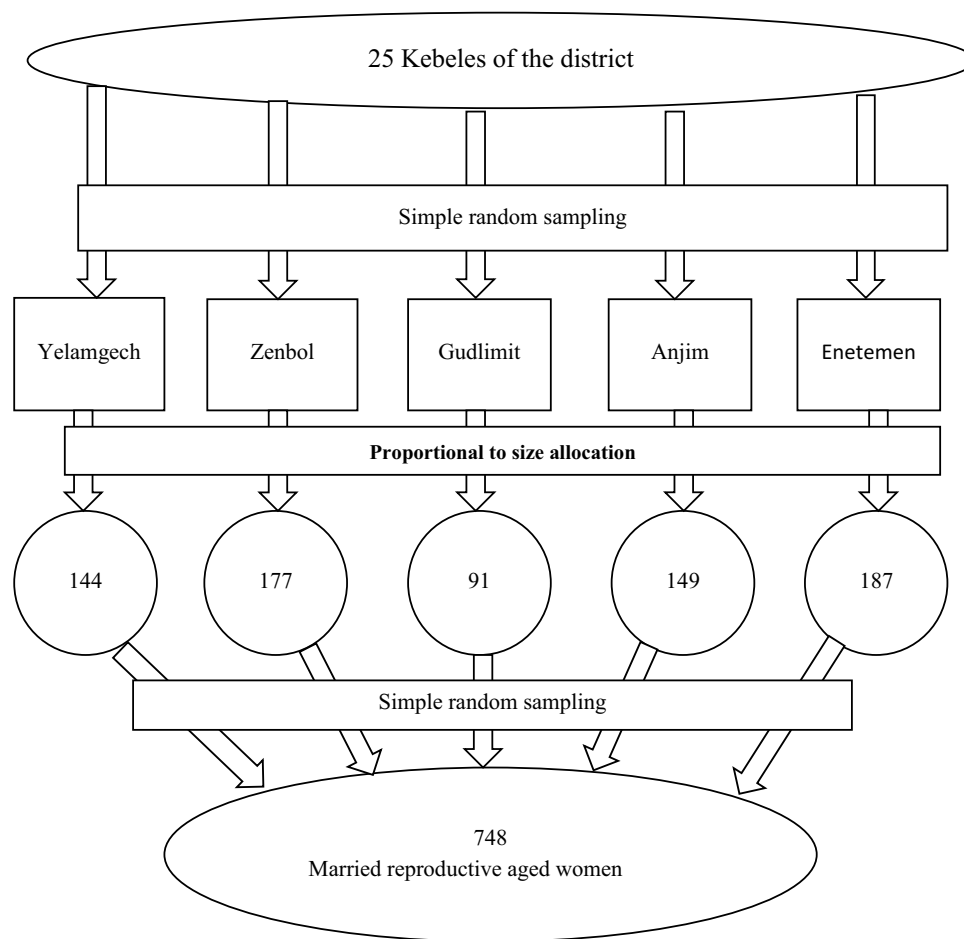 25 Kebeles of the district
Simple random sampling
Yelamgech
Zenbol
Gudlimit
Anjim
Enetemen
Proportional to size allocation
144
177
91
149
187
Simple random sampling
748
Married reproductive aged women